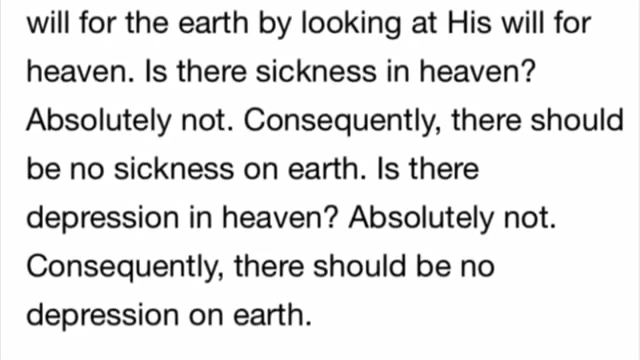 will for the earth by looking at His will for
heaven. Is there sickness in heaven?
Absolutely not. Consequently, there should
be no sickness on earth. Is there
depression in heaven? Absolutely not.
Consequently, there should be no
depression on earth.